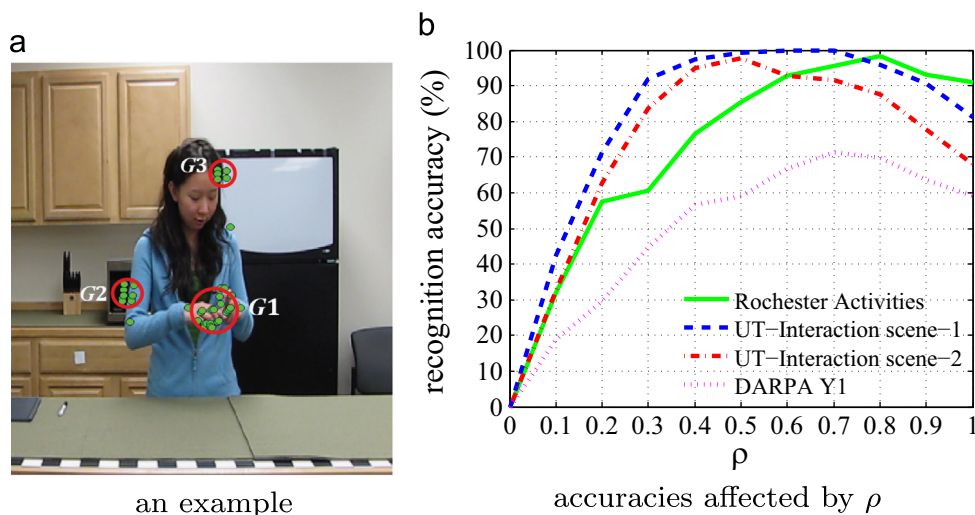 a
G3
G2
G1
an example
b
recognition accuracy (%)
100
90
80
70
60
50
40
30
20
10
0
0 0.1 0.2 0.3 0.4 0.5 0.6 0.7 0.8 0.9 1
ρ
Rochester Activities
UT−Interaction scene−1
UT−Interaction scene−2
DARPA Y1
accuracies affected by ρ